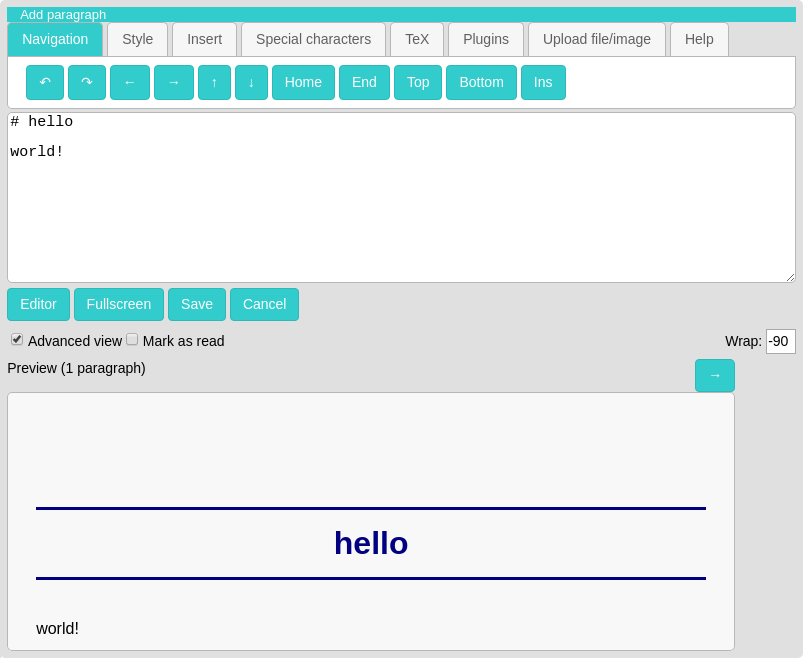 Add paragraph
Navigation Style Insert Special characters TeX Plugins Upload file/image Help
↶ ↷ ← → ↑ ↓ Home End Top Bottom Ins
# hello
world!
Editor Fullscreen Save Cancel
Advanced view Mark as read Wrap: -90
Preview (1 paragraph) →
hello
world!